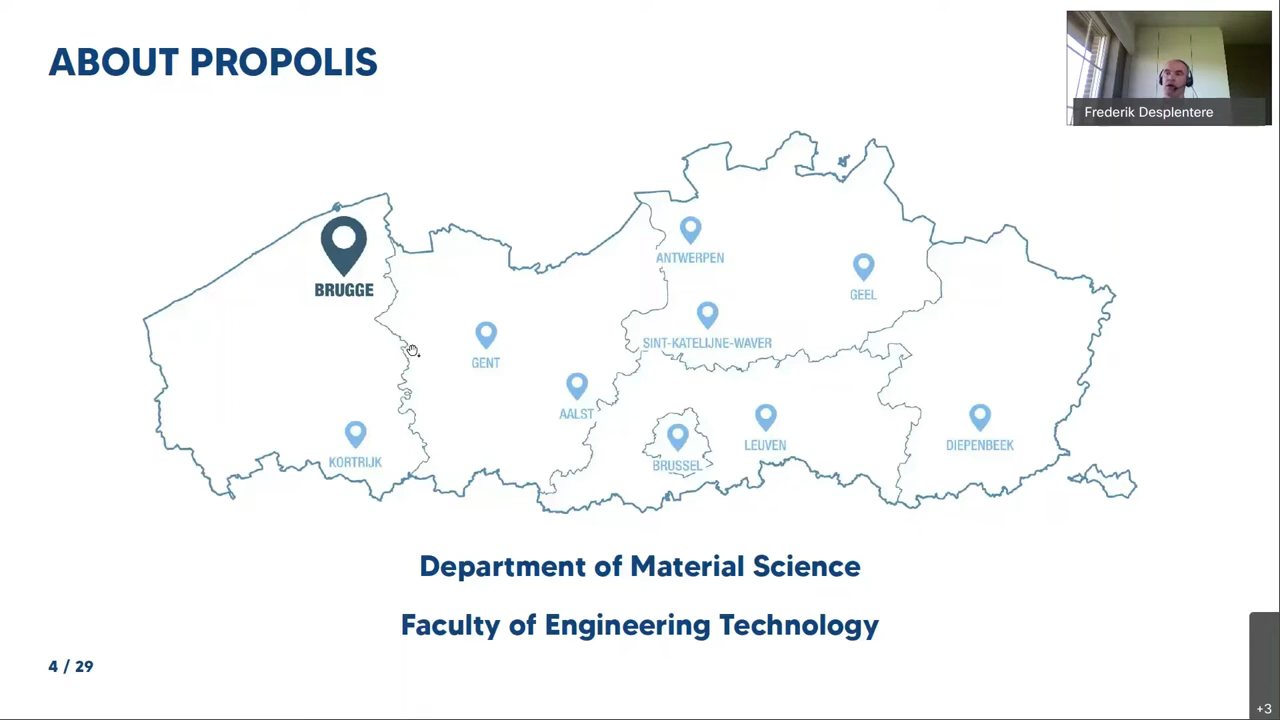 ABOUT PROPOLIS
Frederik Desplentere
ANTWERPEN
GEEL
BRUGGE
SINT-KATELIJNE-WAVER
GENT
AALST
LEUVEN
DIEPENBEEK
KORTRIJK
BRUSSEL
Department of Material Science
Faculty of Engineering Technology
4 / 29
+3